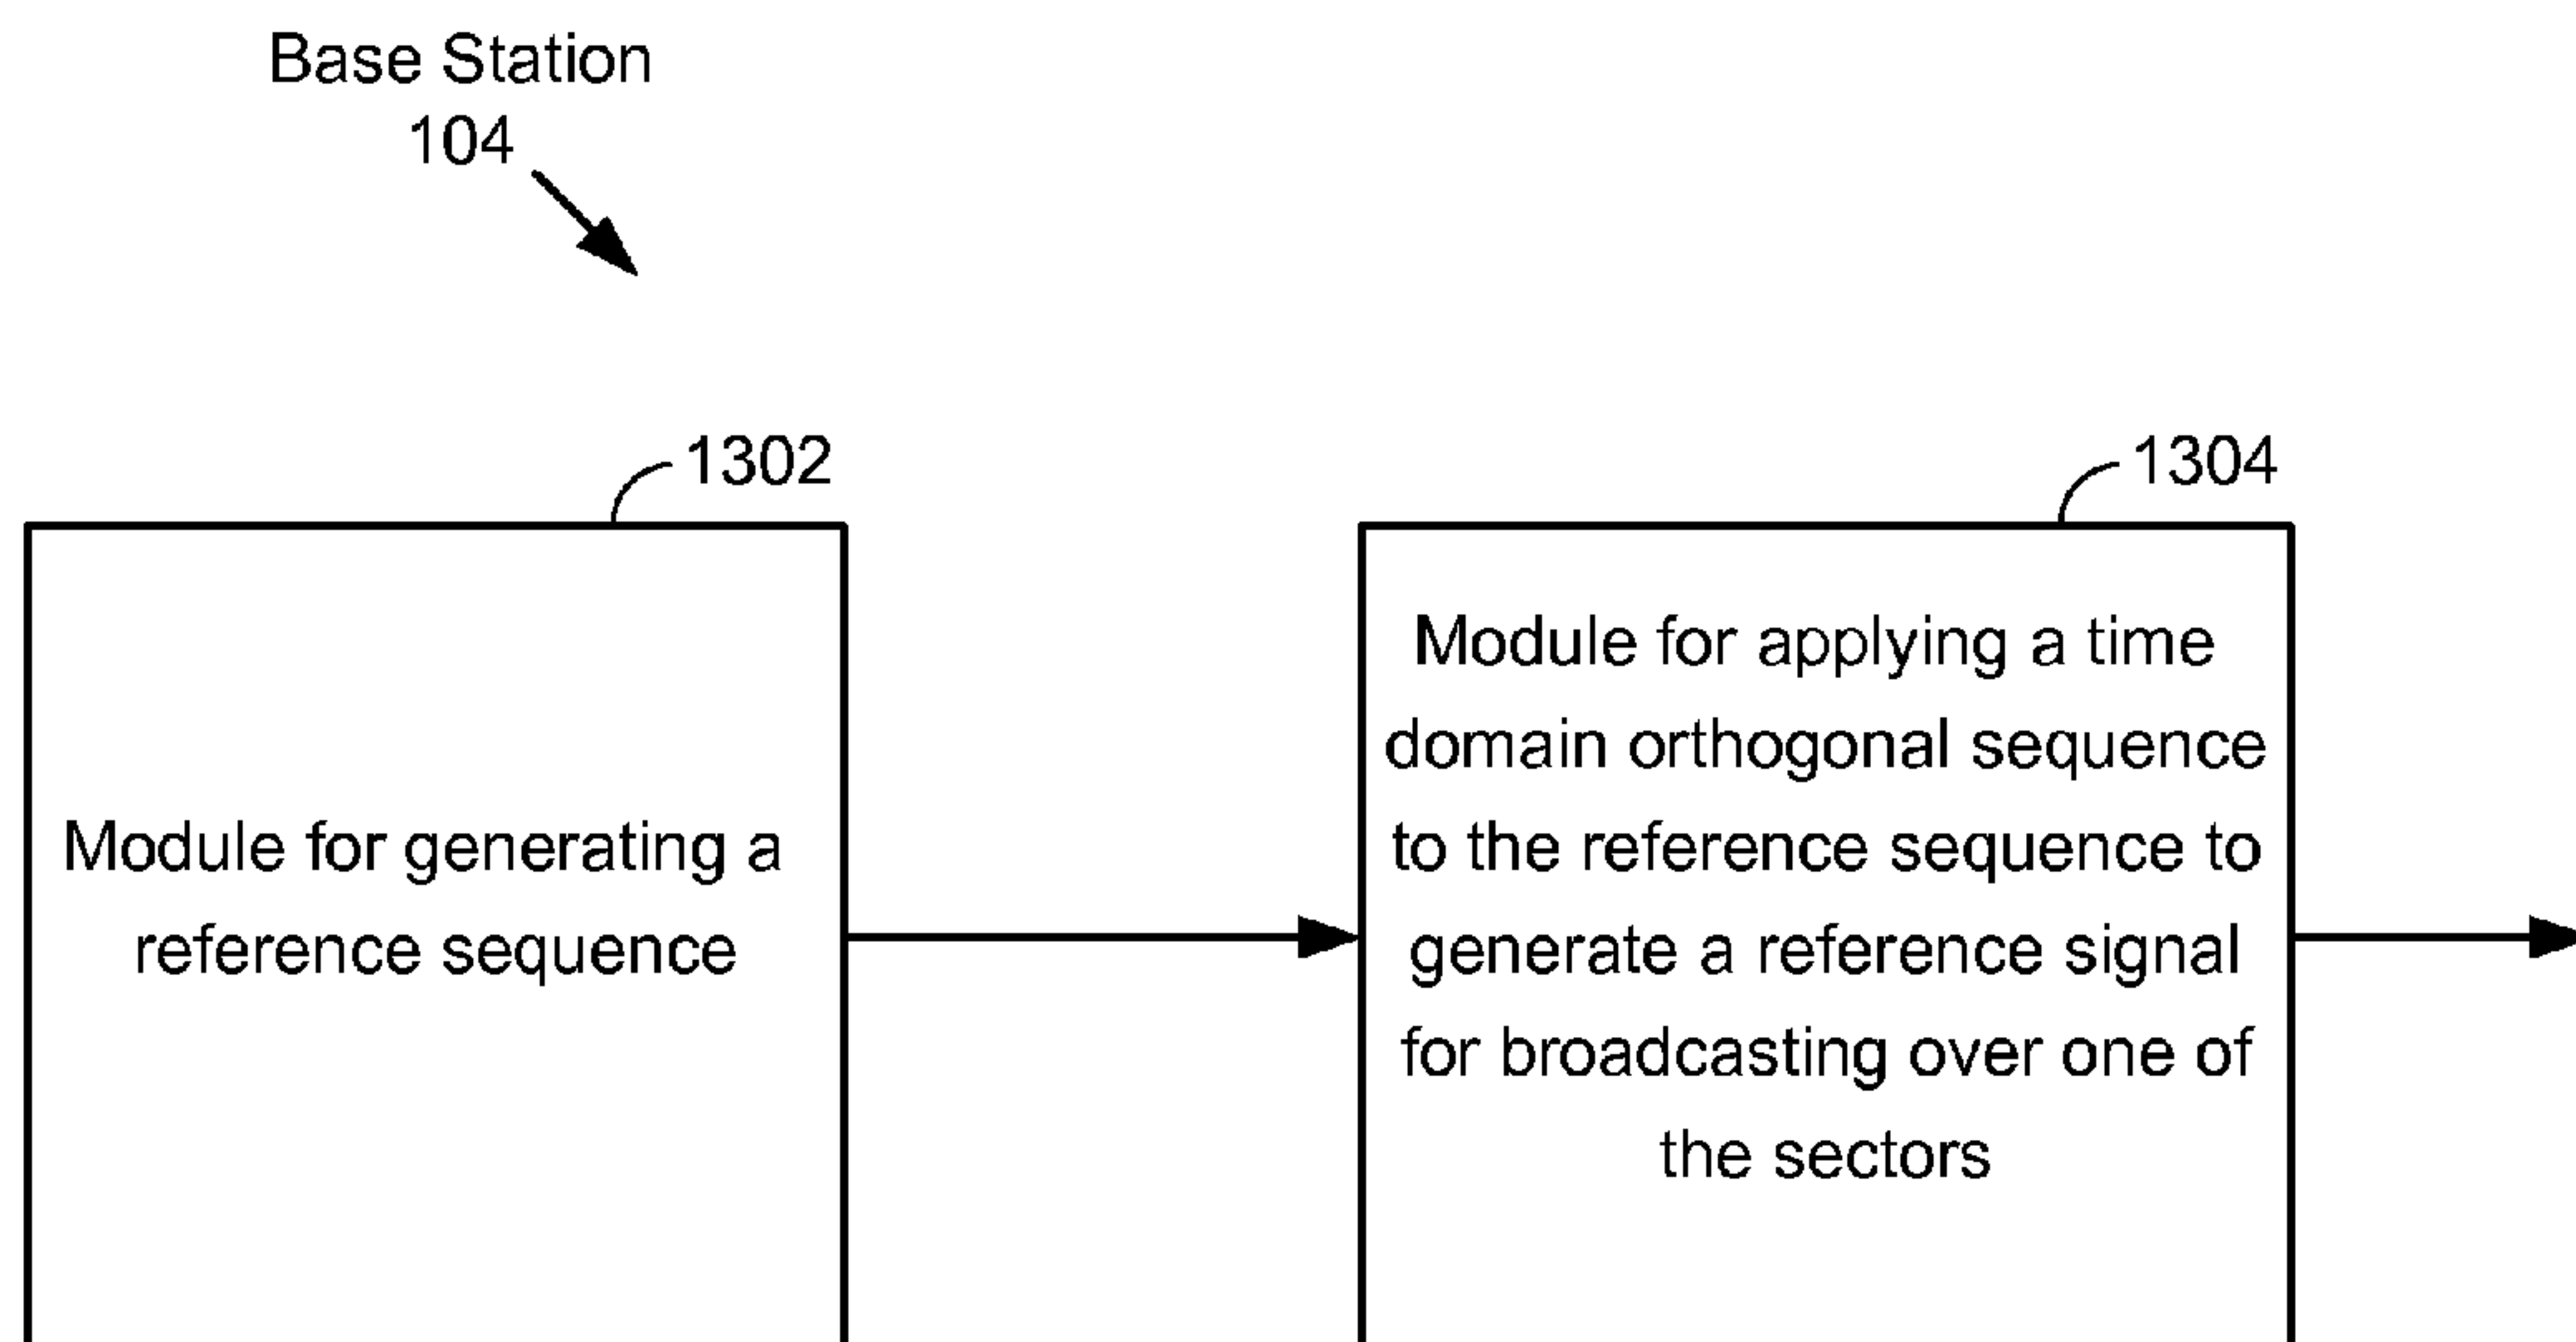 Base Station
104
1302
Module for generating a
reference sequence
1304
Module for applying a time
domain orthogonal sequence
to the reference sequence to
generate a reference signal
for broadcasting over one of
the sectors